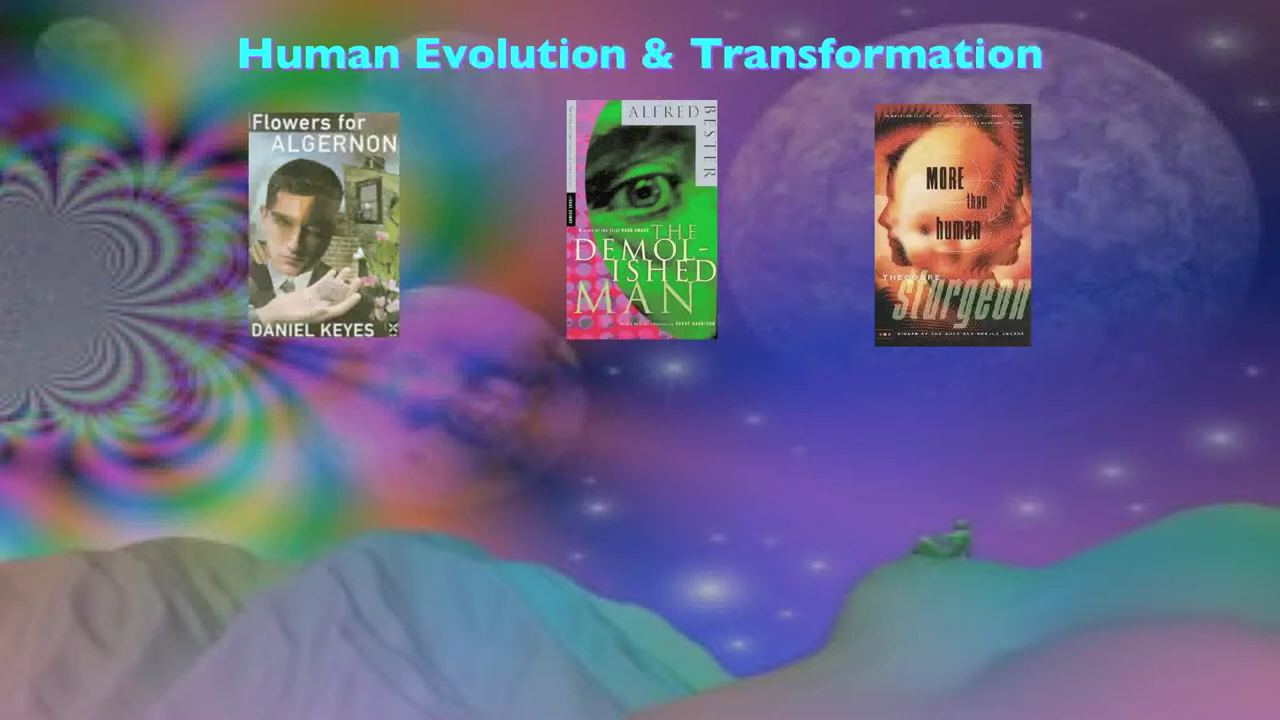 Human Evolution & Transformation
Flowers for
ALGERNON
DANIEL KEYES
ALFRED
BESTER
THE
DEMOL-
ISHED
MAN
MORE
than
human
THEODORE
Sturgeon